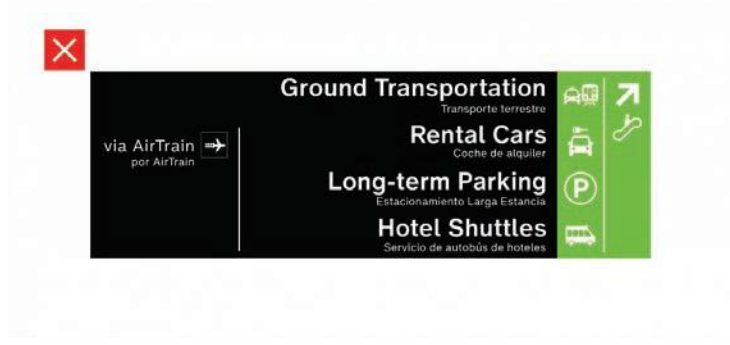 Ground Transportation
Transporte terrestre
via AirTrain
por AirTrain
Rental Cars
Coche de alquiler
Long-term Parking
Estacionamiento Larga Estancia
Hotel Shuttles
Servicio de autobús de hoteles
P